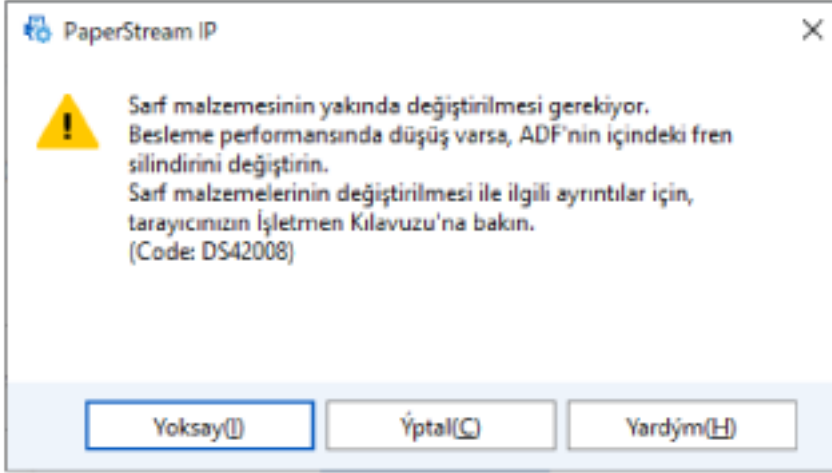 PaperStream IP
Sarf malzemesinin yakında değiştirilmesi gerekiyor.
Besleme performansında düşüş varsa, ADF'nin içindeki fren
silindirini değiştirin.
Sarf malzemelerinin değiştirilmesi ile ilgili ayrıntılar için,
tarayıcınızın İşletmen Kılavuzu'na bakın.
(Code: DS42008)
Yoksay(I) Ýptal(C) Yardým(H)